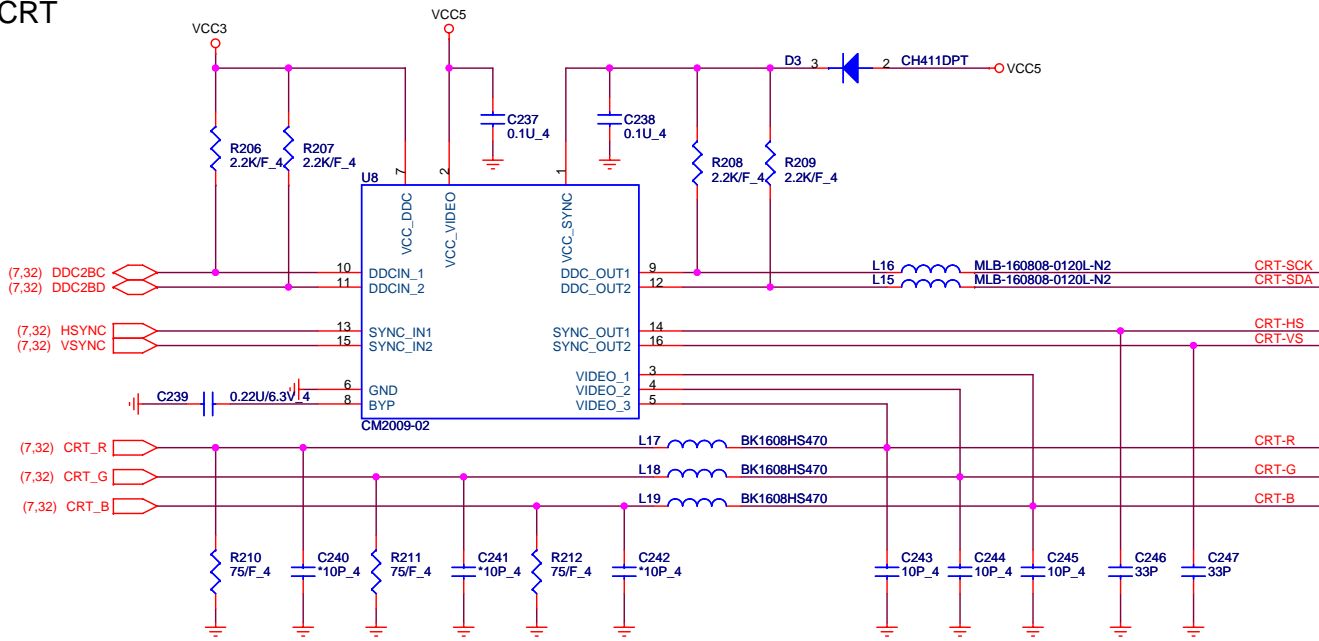 CRT
VCC3
VCC5
D3 3 2 CH411DPT
VCC5
C237
0.1U_4
C238
0.1U_4
R206
2.2K/F_4
R207
2.2K/F_4
R208
2.2K/F_4
R209
2.2K/F_4
U8
7
2
1
VCC_DDC
VCC_VIDEO
VCC_SYNC
(7,32) DDC2BC 10 DDCIN_1 DDC_OUT1 9 L16 MLB-160808-0120L-N2 CRT-SCK
(7,32) DDC2BD 11 DDCIN_2 DDC_OUT2 12 L15 MLB-160808-0120L-N2 CRT-SDA
(7,32) HSYNC 13 SYNC_IN1 SYNC_OUT1 14 CRT-HS
(7,32) VSYNC 15 SYNC_IN2 SYNC_OUT2 16 CRT-VS
VIDEO_1 3
6 GND VIDEO_2 4
C239 0.22U/6.3V_4 8 BYP VIDEO_3 5
CM2009-02
(7,32) CRT_R L17 BK1608HS470 CRT-R
(7,32) CRT_G L18 BK1608HS470 CRT-G
(7,32) CRT_B L19 BK1608HS470 CRT-B
R210
75/F_4
C240
*10P_4
R211
75/F_4
C241
*10P_4
R212
75/F_4
C242
*10P_4
C243
10P_4
C244
10P_4
C245
10P_4
C246
33P
C247
33P